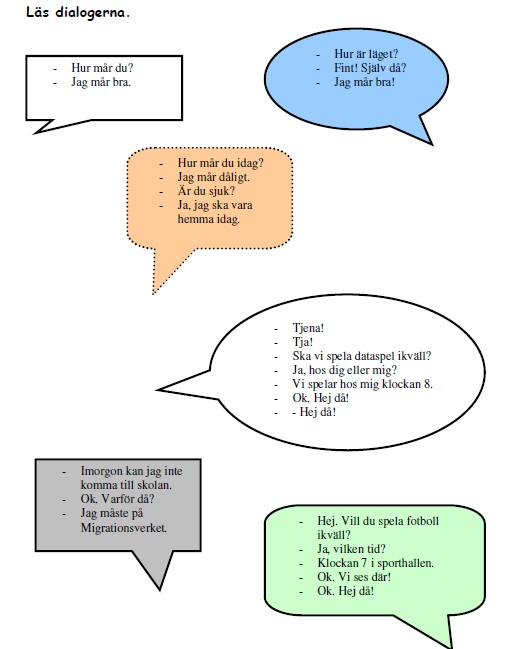 Läs dialogerna.
- Hur mår du?
- Jag mår bra.
- Hur är läget?
- Fint! Själv då?
- Jag mår bra!
- Hur mår du idag?
- Jag mår dåligt.
- Är du sjuk?
- Ja, jag ska vara
hemma idag.
- Tjena!
- Tja!
- Ska vi spela dataspel ikväll?
- Ja, hos dig eller mig?
- Vi spelar hos mig klockan 8.
- Ok. Hej då!
- - Hej då!
- Imorgon kan jag inte
komma till skolan.
- Ok. Varför då?
- Jag måste på
Migrationsverket.
- Hej. Vill du spela fotboll
ikväll?
- Ja, vilken tid?
- Klockan 7 i sporthallen.
- Ok. Vi ses där!
- Ok. Hej då!